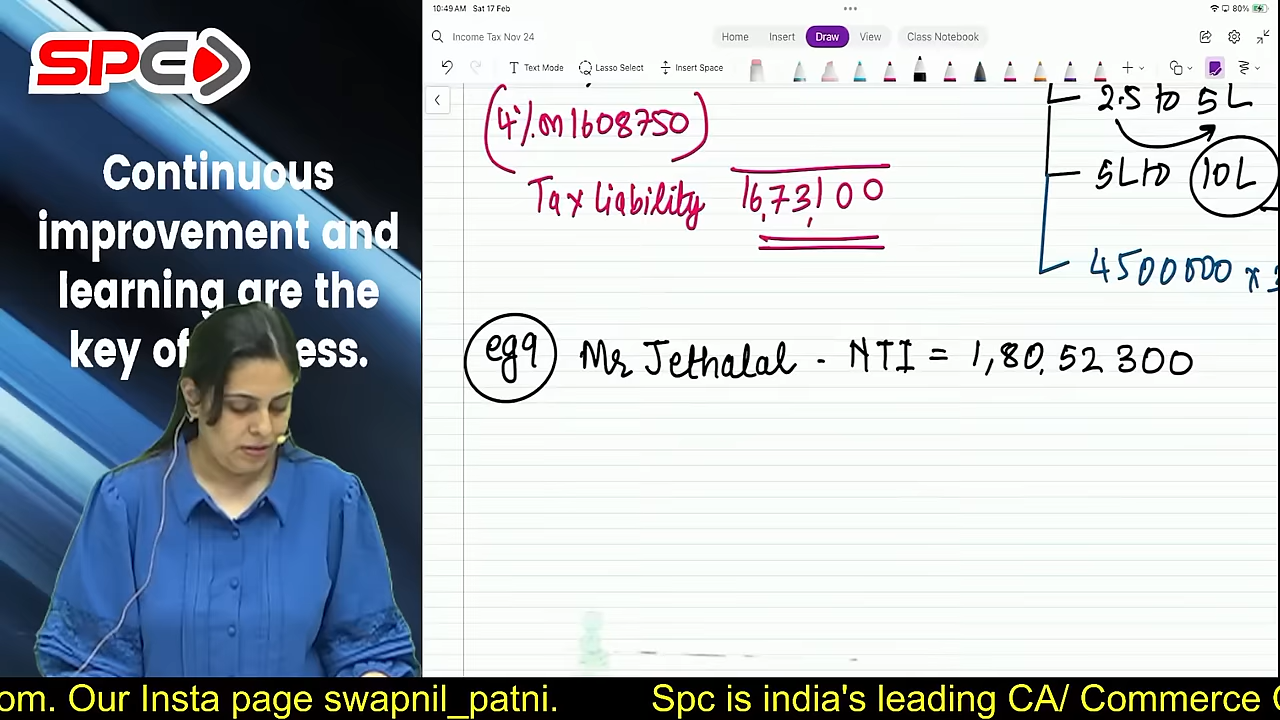 10:49 AM Sat 17 Feb
80%
Income Tax Nov 24
Home Insert Draw View Class Notebook
Text Mode Lasso Select Insert Space
SPC
Continuous
improvement and
learning are the
key of
ess.
(4% on 1608750)
Tax Liability 16,73,100
2.5 to 5L
5L to 10L
4500000 x
eg 9 Mr Jethalal - NTI = 1,80,52 300
om. Our Insta page swapnil_patni. Spc is india's leading CA/ Commerce